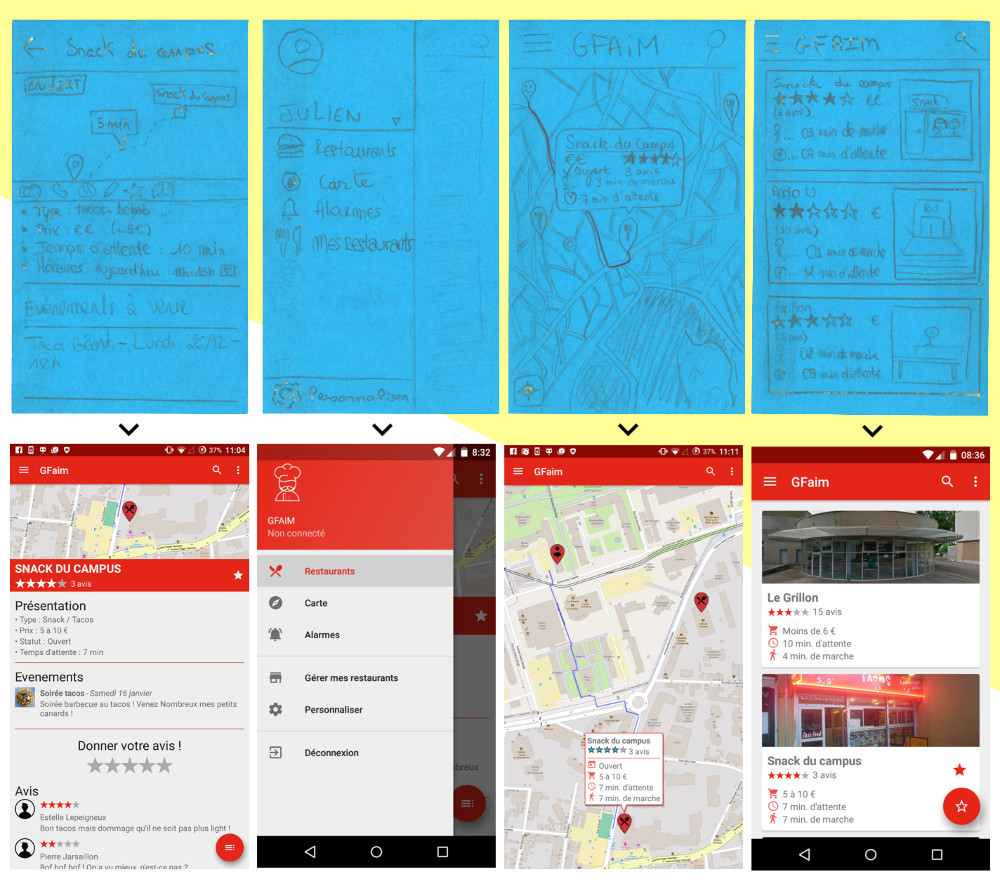 Snack du campus
OUVERT
Snack du Campus
5 min
Type : tacos kebab
Prix : €€ (~5€)
Temps d'attente : 10 min
Horaires : Aujourd'hui 11h-15h
Evenements à venir
Tacos Géant - Lundi 26/12 -
18h
JULIEN
Restaurants
Carte
Alarmes
Mes Restaurants
Personnaliser
GFAiM
Snack du Campus
€€
Ouvert 3 avis
3 min de marche
7 min d'attente
GFAIM
Snack du campus
€€
(3 avis)
03 min de marche
07 min d'attente
Snack
Resto U
€
01 min de marche
12 min d'attente
RU
Grillon
€
(5 avis)
02 min de marche
09 min d'attente
37% 11:04
GFaim
SNACK DU CAMPUS
3 avis
Présentation
• Type : Snack / Tacos
• Prix : 5 à 10 €
• Statut : Ouvert
• Temps d'attente : 7 min
Evenements
Soirée tacos - Samedi 16 janvier
Soirée barbecue au tacos ! Venez Nombreux mes petits
canards !
Donner votre avis !
Avis
Estelle Lepeigneux
Bon tacos mais dommage qu'il ne soit pas plus light !
Pierre Jarsaillon
Bof bof bof ! On a vu mieux, n'est-ce pas ?
8:32
GFAIM
Non connecté
Restaurants
Carte
Alarmes
Gérer mes restaurants
Personnaliser
Déconnexion
breux
37% 11:11
GFaim
Snack du campus
3 avis
Ouvert
5 à 10 €
7 min. d'attente
7 min. de marche
08:36
GFaim
Le Grillon
15 avis
Moins de 6 €
10 min. d'attente
4 min. de marche
TACOS
Snack du campus
3 avis
5 à 10 €
7 min. d'attente
7 min. de marche